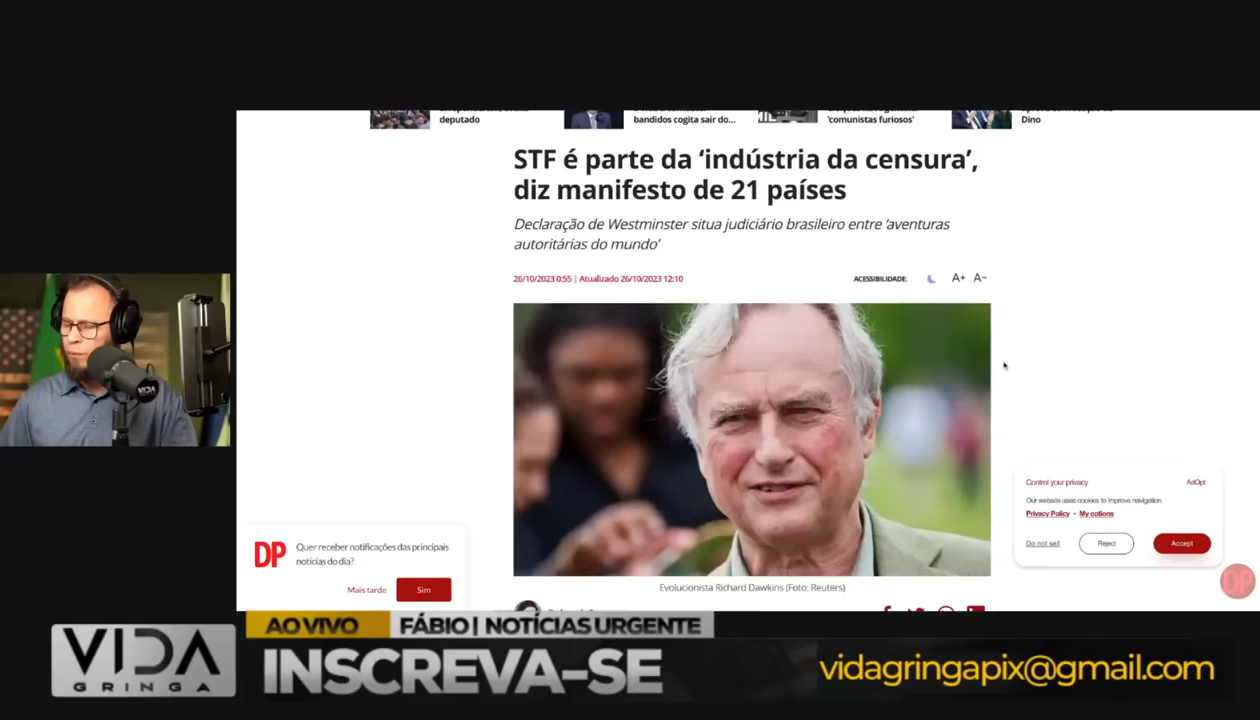 deputado
bandidos cogita sair do...
'comunistas furiosos'
Dino
STF é parte da 'indústria da censura',
diz manifesto de 21 países
Declaração de Westminster situa judiciário brasileiro entre 'aventuras
autoritárias do mundo'
26/10/2023 0:55 | Atualizado 26/10/2023 12:10
ACESSIBILIDADE:
A+ A-
VIDA
Control your privacy
AdOpt
Our website uses cookies to improve navigation.
Privacy Policy - My options
Do not sell
Reject
Accept
DP
Quer receber notificações das principais
notícias do dia?
Mais tarde
Sim
DP
Evolucionista Richard Dawkins (Foto: Reuters)
AO VIVO
FÁBIO | NOTÍCIAS URGENTE
VIDA
GRINGA
INSCREVA-SE
vidagringapix@gmail.com